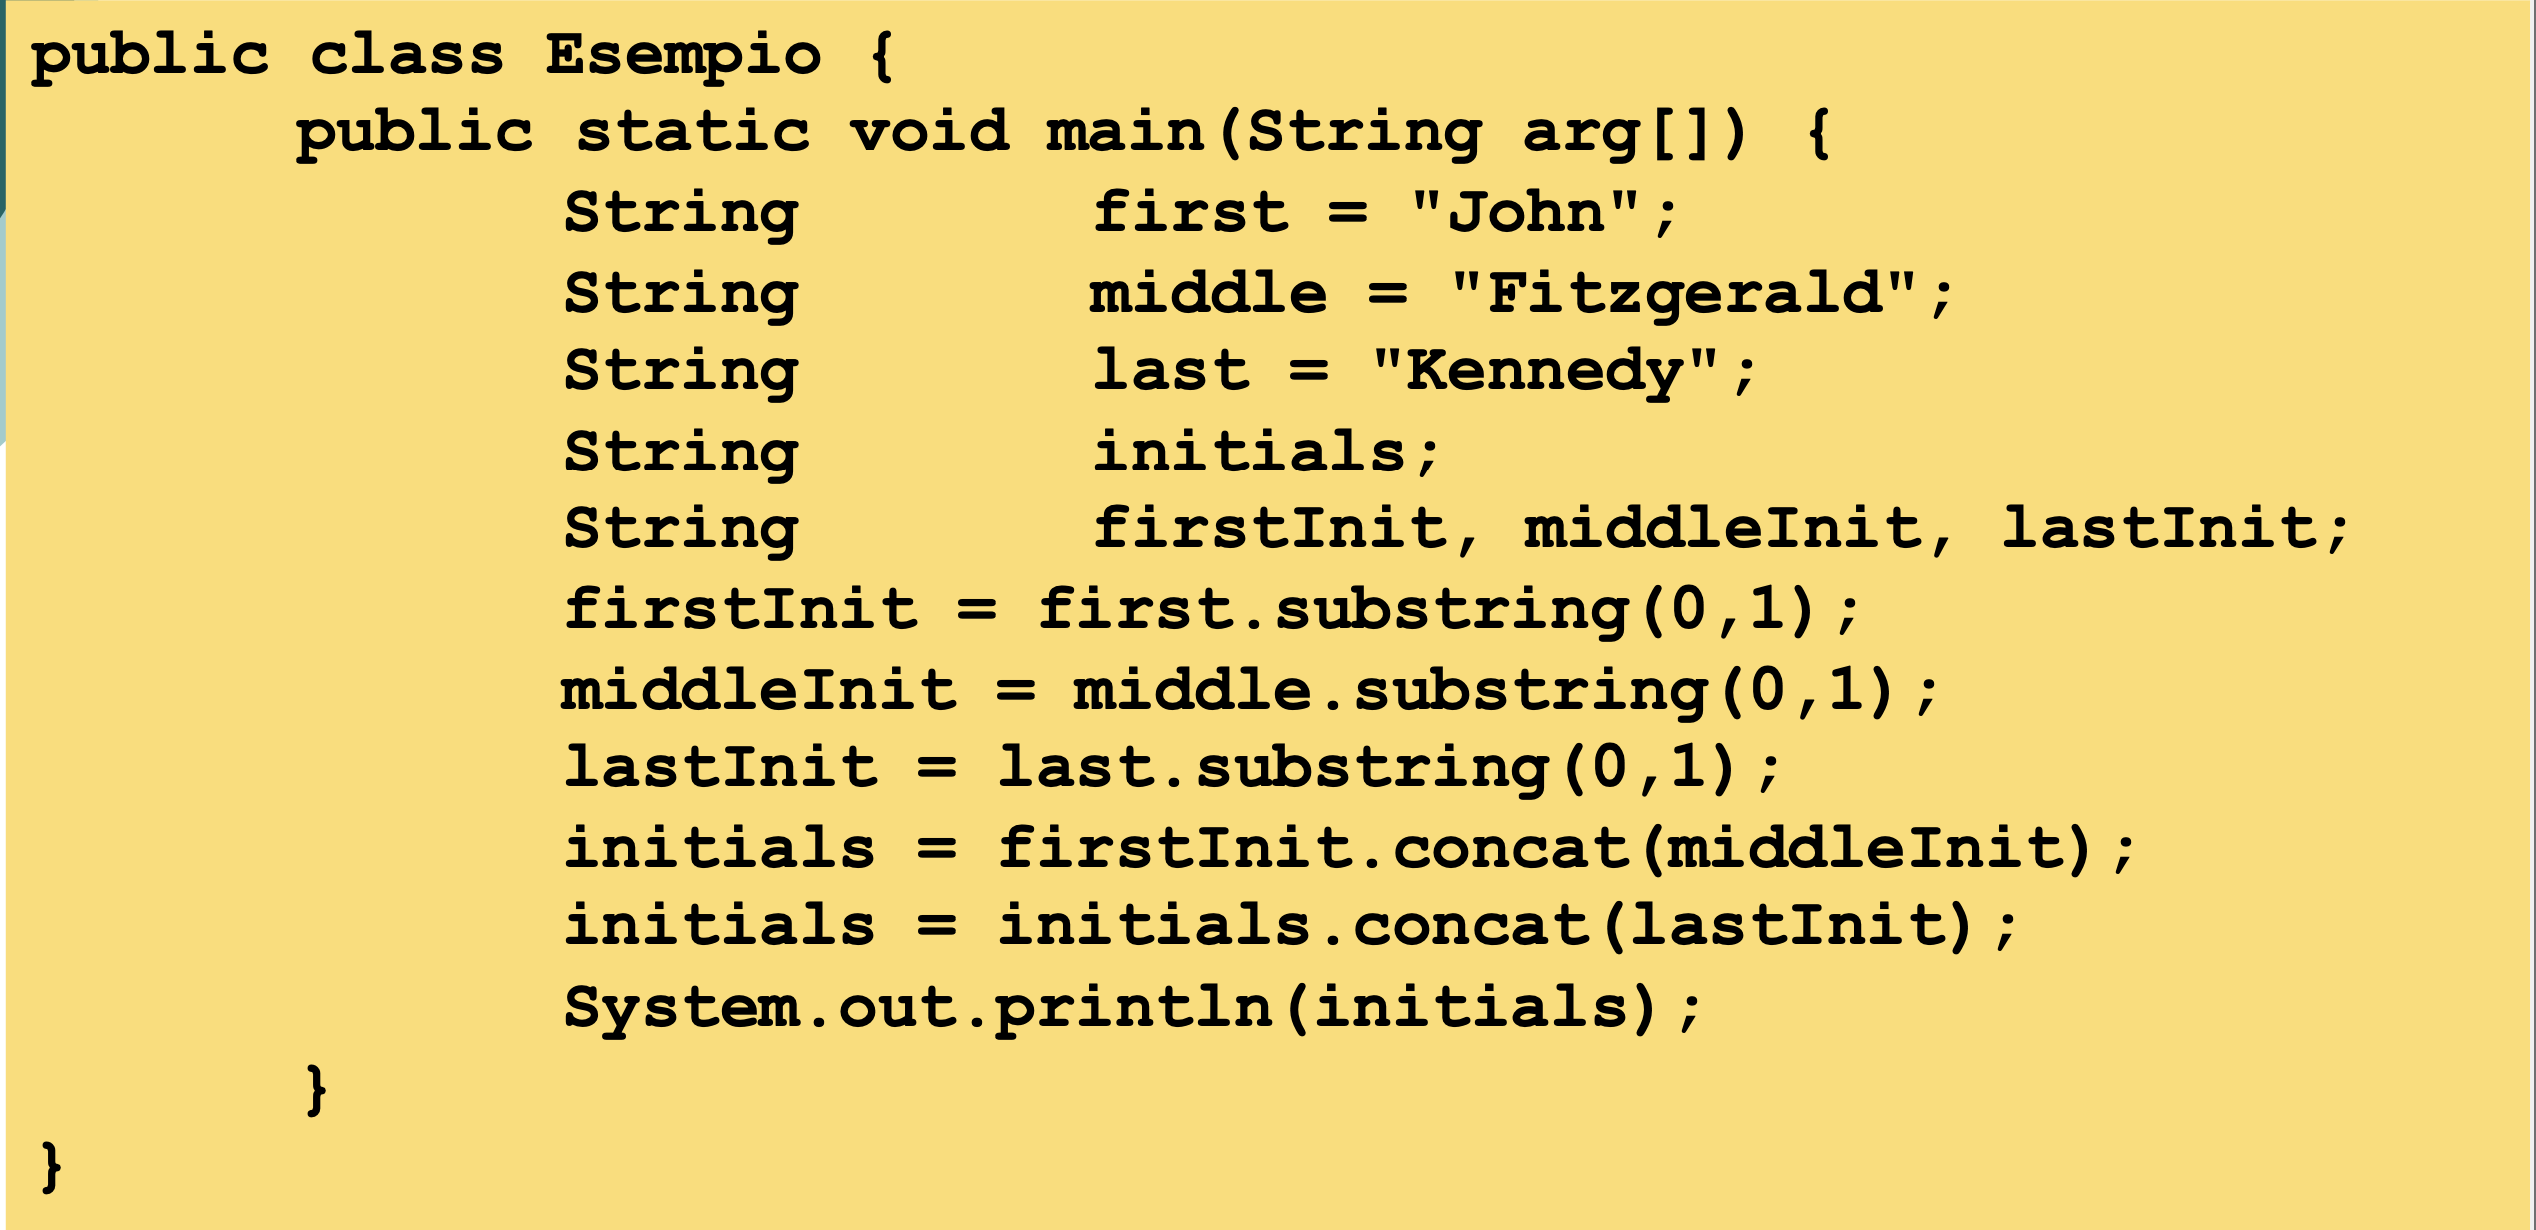 public class Esempio {
public static void main(String arg[]) {
String first = "John";
String middle = "Fitzgerald";
String last = "Kennedy";
String initials;
String firstInit, middleInit, lastInit;
firstInit = first.substring(0,1);
middleInit = middle.substring(0,1);
lastInit = last.substring(0,1);
initials = firstInit.concat(middleInit);
initials = initials.concat(lastInit);
System.out.println(initials);
}
}